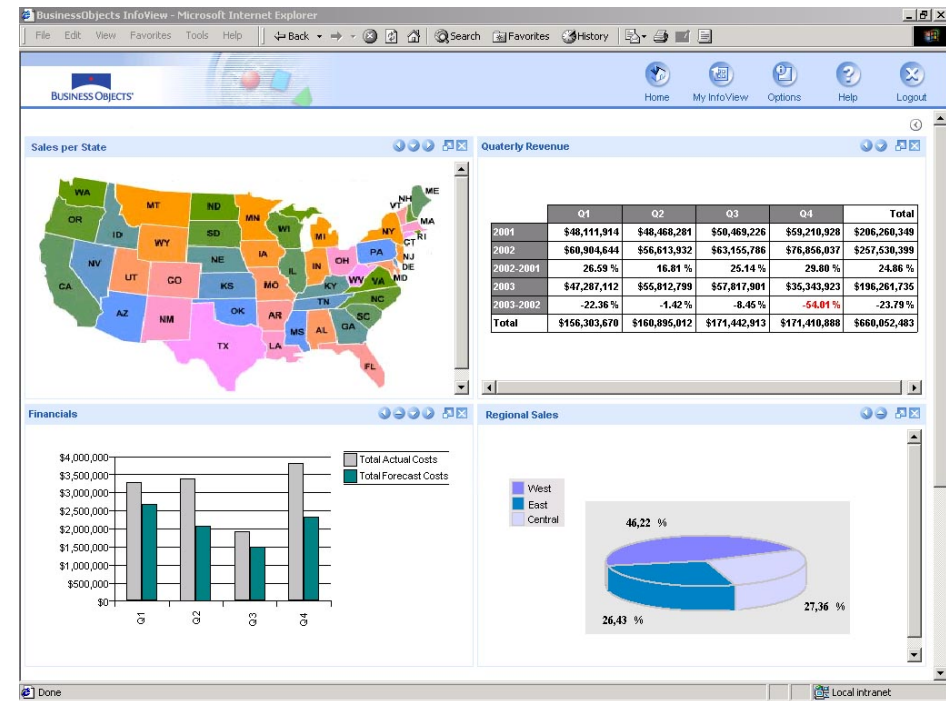 BusinessObjects InfoView - Microsoft Internet Explorer
File Edit View Favorites Tools Help Back Search Favorites History
BUSINESS OBJECTS
Home My InfoView Options Help Logout
Sales per State
WA
OR
CA
NV
ID
MT
WY
UT
AZ
CO
NM
ND
SD
NE
KS
OK
TX
MN
IA
MO
AR
LA
WI
IL
MI
IN
OH
KY
TN
MS
AL
GA
FL
SC
NC
VA
WV
PA
NY
VT
NH
ME
MA
CT
RI
NJ
DE
MD
Quaterly Revenue
Q1 Q2 Q3 Q4 Total
2001 $48,111,914 $48,468,281 $50,469,226 $59,210,928 $206,260,349
2002 $60,904,644 $56,613,932 $63,155,786 $76,856,037 $257,530,399
2002-2001 26.59 % 16.81 % 25.14 % 29.80 % 24.86 %
2003 $47,287,112 $55,812,799 $57,817,901 $35,343,923 $196,261,735
2003-2002 -22.36 % -1.42 % -8.45 % -54.01 % -23.79 %
Total $156,303,670 $160,895,012 $171,442,913 $171,410,888 $660,052,483
Financials
$4,000,000
$3,500,000
$3,000,000
$2,500,000
$2,000,000
$1,500,000
$1,000,000
$500,000
$0
Q1 Q2 Q3 Q4
Total Actual Costs
Total Forecast Costs
Regional Sales
West
East
Central
46,22 %
27,36 %
26,43 %
Done
Local intranet